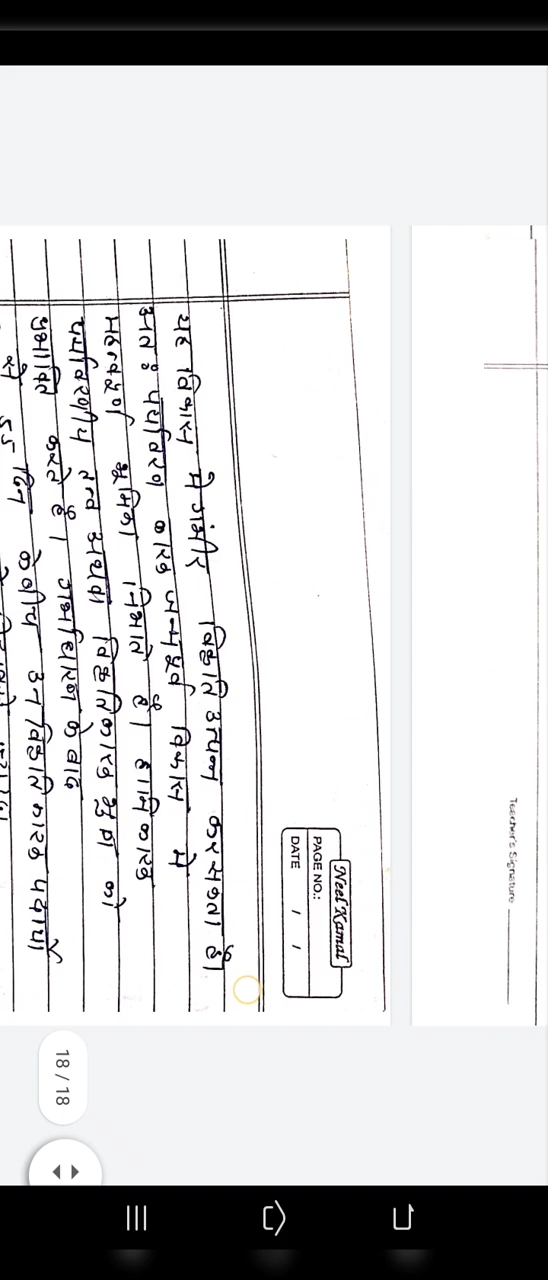 Teacher's Signature
Neel Kamal
PAGE NO.:
DATE / /
यह विकास मे गंभीर विकृति उत्पन्न कर सकता है।
अतः पर्यावरण कारक जन्मपूर्व विकास में
महत्वपूर्ण भूमिका निभाते है। हानिकारक
पर्यावरणीय तत्व अथवा विकृतिकारक भ्रूण को
प्रभावित करते है। गर्भाधारण के बाद
से दिन के बीच उन विकृतिकारक पदार्थो
18 / 18